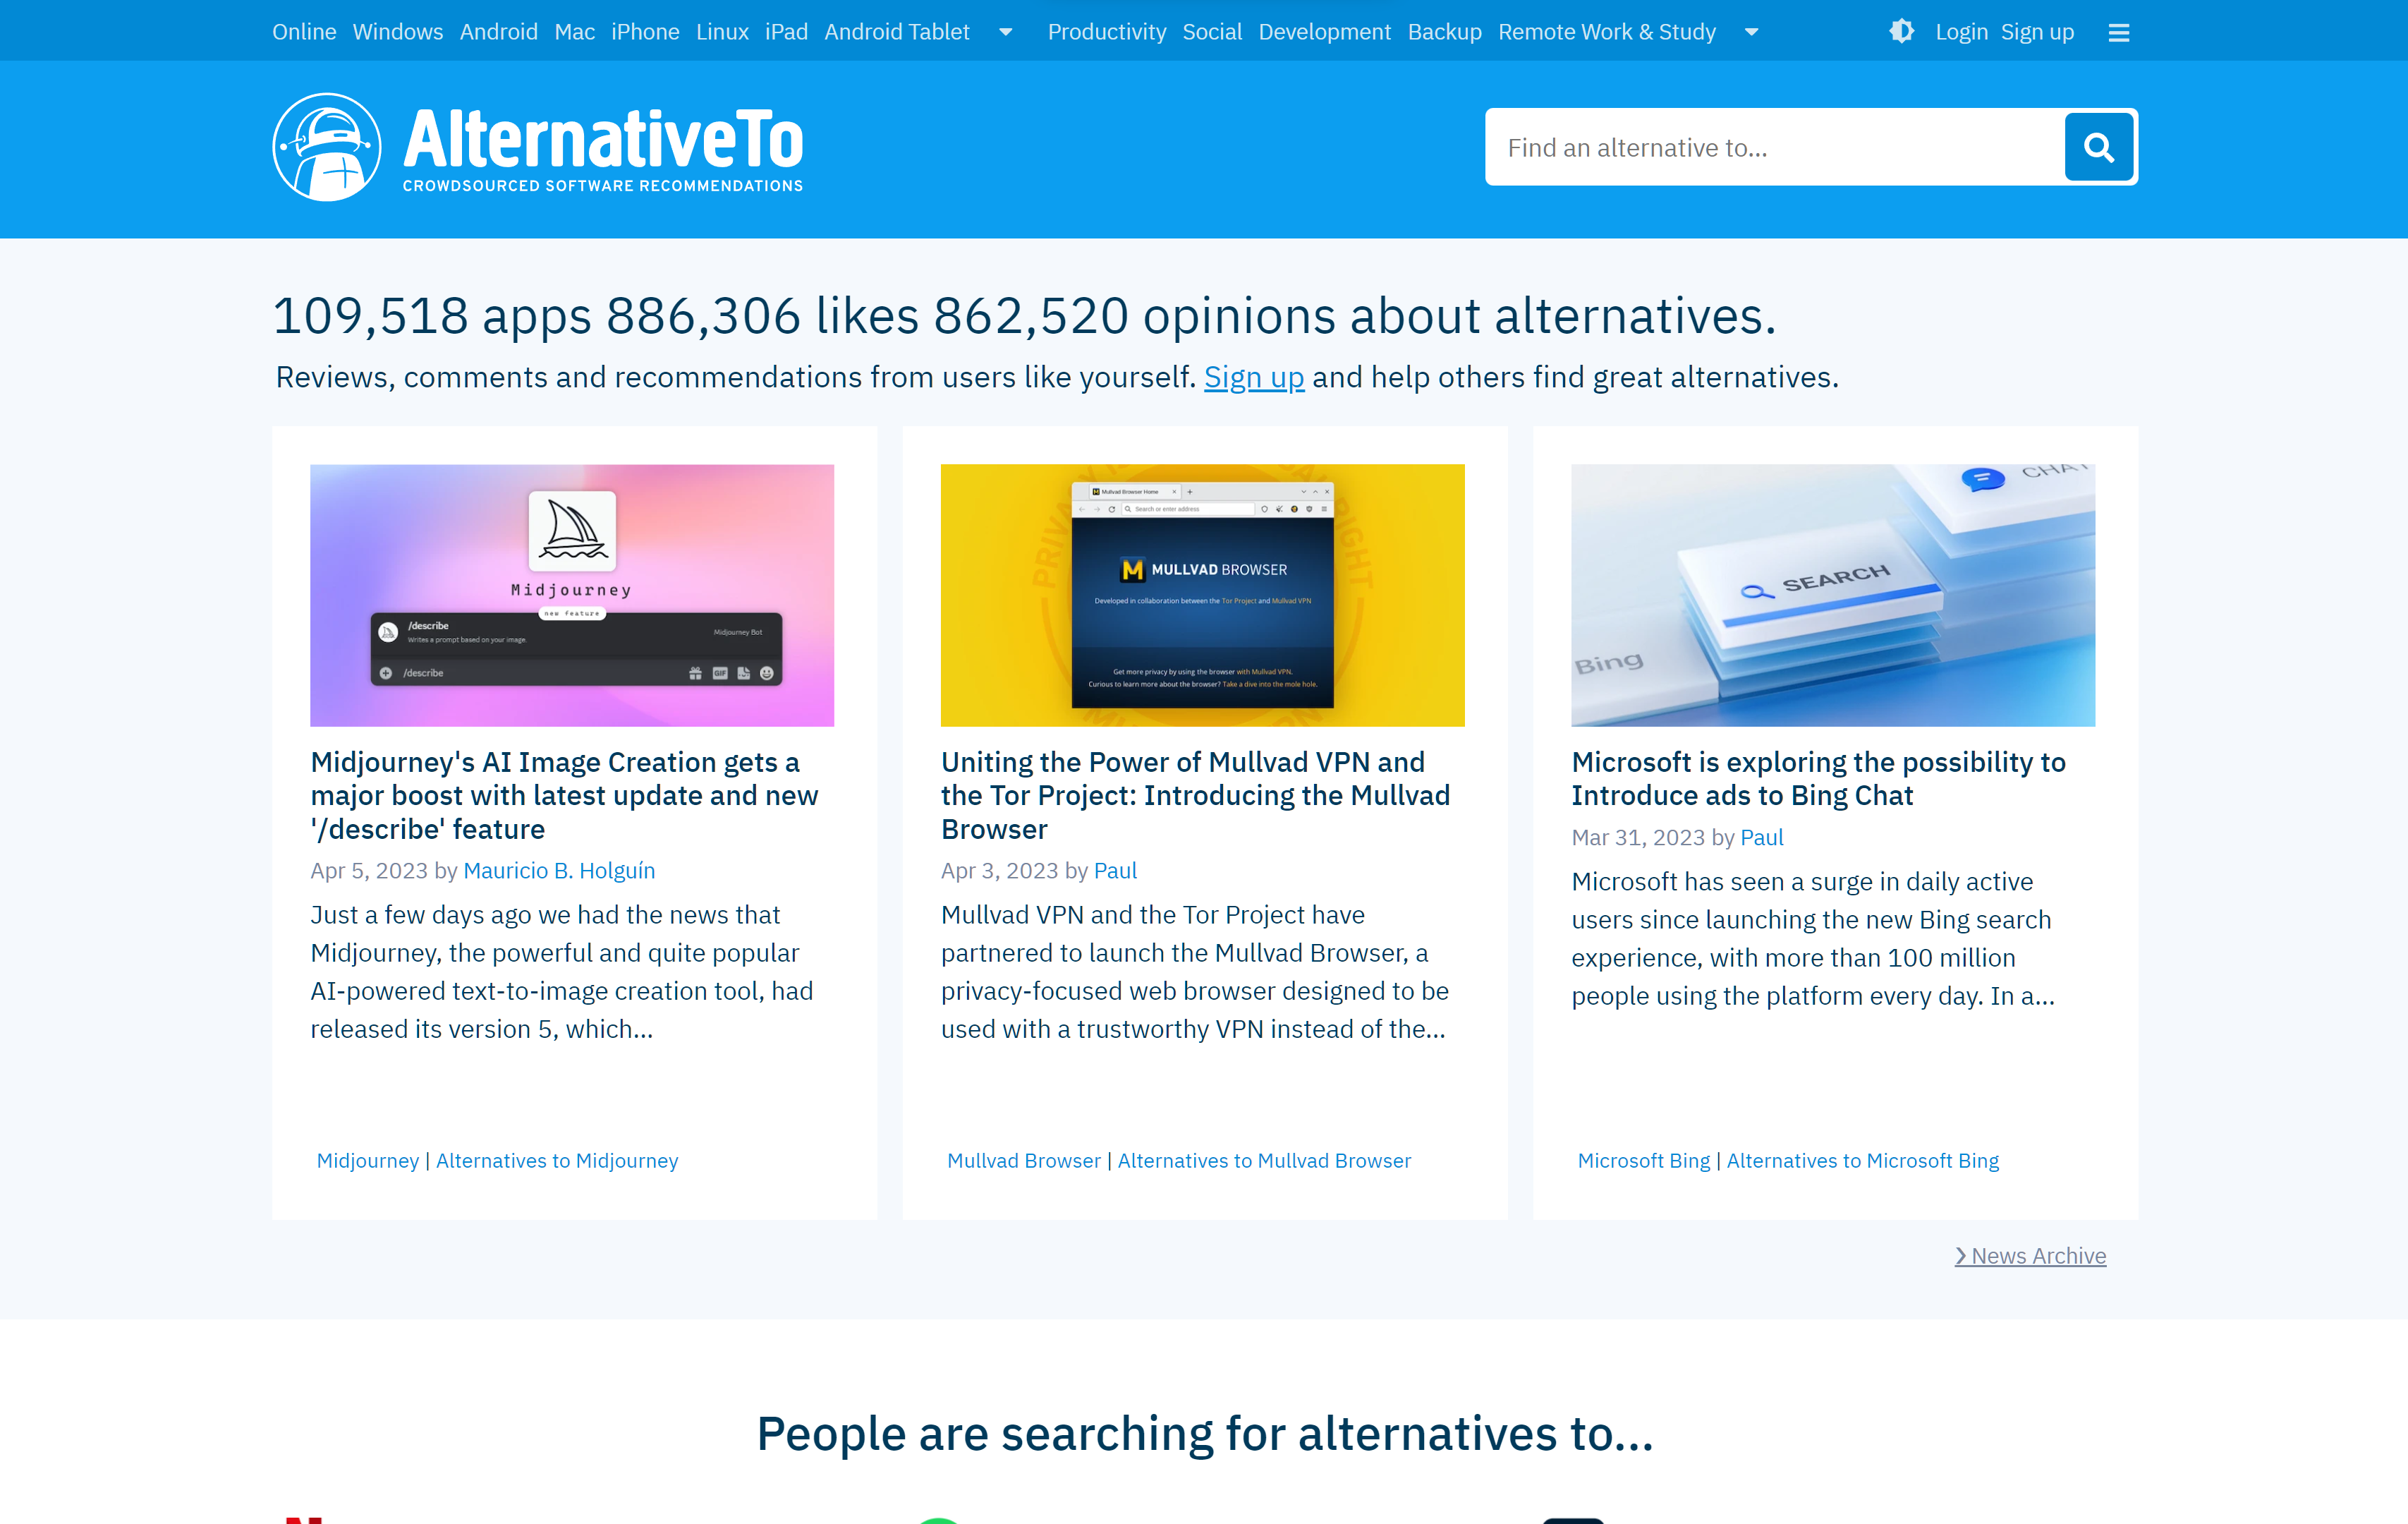 Online Windows Android Mac iPhone Linux iPad Android Tablet Productivity Social Development Backup Remote Work & Study Login Sign up
AlternativeTo
CROWDSOURCED SOFTWARE RECOMMENDATIONS
Find an alternative to...
109,518 apps 886,306 likes 862,520 opinions about alternatives.
Reviews, comments and recommendations from users like yourself. Sign up and help others find great alternatives.
Midjourney
new feature
/describe
Writes a prompt based on your image.
Midjourney Bot
/describe
GIF
Midjourney's AI Image Creation gets a
major boost with latest update and new
'/describe' feature
Apr 5, 2023 by Mauricio B. Holguín
Just a few days ago we had the news that
Midjourney, the powerful and quite popular
AI-powered text-to-image creation tool, had
released its version 5, which...
Midjourney | Alternatives to Midjourney
Mullvad Browser Home
Search or enter address
MULLVAD BROWSER
Developed in collaboration between the Tor Project and Mullvad VPN
Get more privacy by using the browser with Mullvad VPN.
Curious to learn more about the browser? Take a dive into the mole hole.
Uniting the Power of Mullvad VPN and
the Tor Project: Introducing the Mullvad
Browser
Apr 3, 2023 by Paul
Mullvad VPN and the Tor Project have
partnered to launch the Mullvad Browser, a
privacy-focused web browser designed to be
used with a trustworthy VPN instead of the...
Mullvad Browser | Alternatives to Mullvad Browser
CHAT
SEARCH
Bing
Microsoft is exploring the possibility to
Introduce ads to Bing Chat
Mar 31, 2023 by Paul
Microsoft has seen a surge in daily active
users since launching the new Bing search
experience, with more than 100 million
people using the platform every day. In a...
Microsoft Bing | Alternatives to Microsoft Bing
News Archive
People are searching for alternatives to...